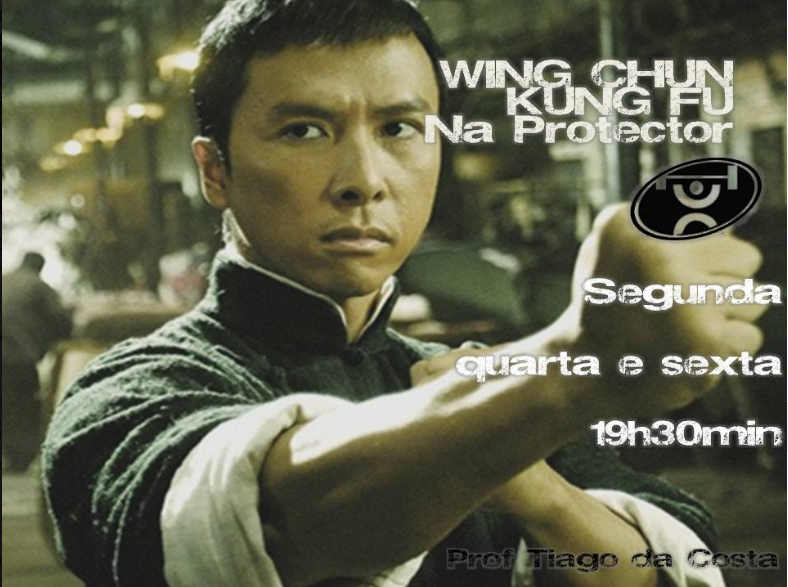 WING CHUN
KUNG FU
Na Protector
Segunda
quarta e sexta
19h30min
Prof Tiago da Costa